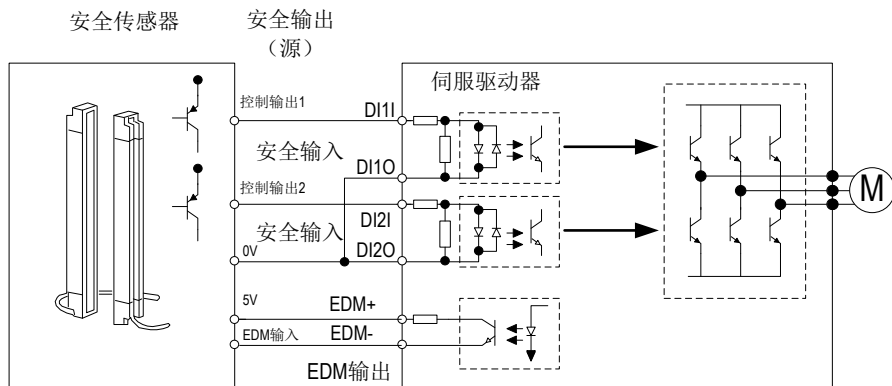 安全传感器
安全输出
（源）
伺服驱动器
控制输出1
DI1I
安全输入
DI1O
控制输出2
DI2I
安全输入
0V
DI2O
M
5V
EDM+
EDM输入
EDM-
EDM输出